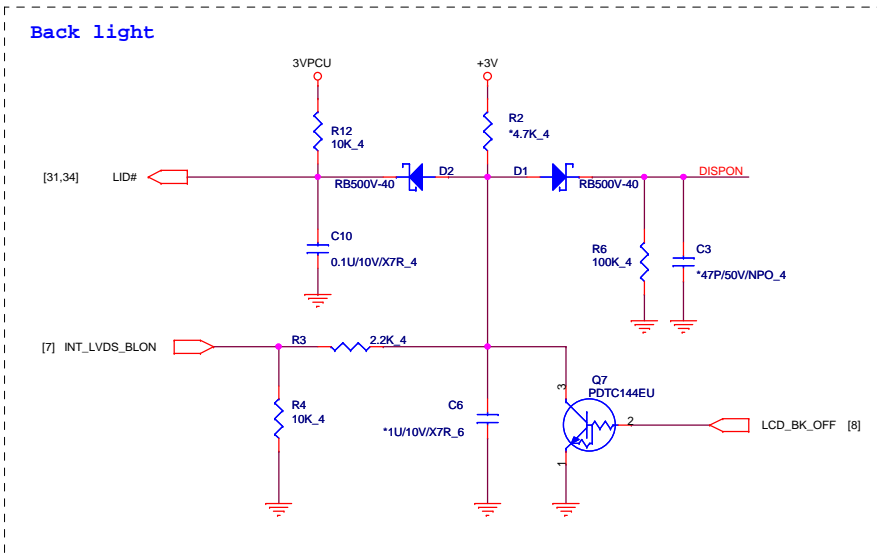 Back light
3VPCU
+3V
R12
10K_4
R2
*4.7K_4
[31,34] LID#
D2
D1
RB500V-40
RB500V-40
DISPON
C10
0.1U/10V/X7R_4
R6
100K_4
C3
*47P/50V/NPO_4
[7] INT_LVDS_BLON
R3
2.2K_4
R4
10K_4
C6
*1U/10V/X7R_6
Q7
PDTC144EU
3
2
1
LCD_BK_OFF [8]